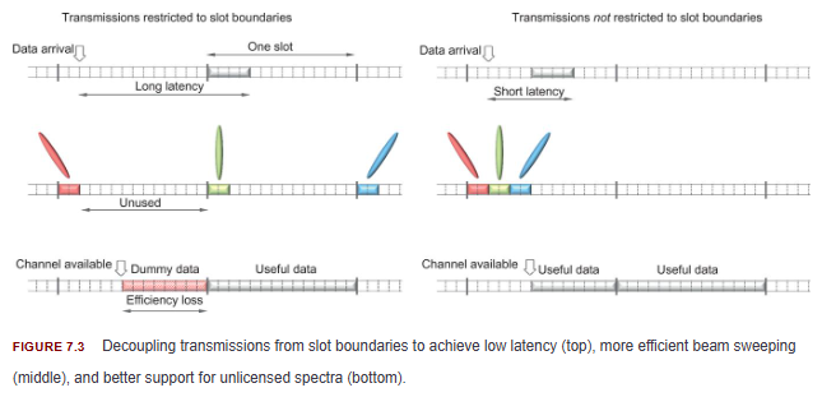 Transmissions restricted to slot boundaries
Transmissions not restricted to slot boundaries
Data arrival
One slot
Long latency
Data arrival
Short latency
Unused
Channel available
Dummy data
Useful data
Efficiency loss
Channel available
Useful data
Useful data
FIGURE 7.3 Decoupling transmissions from slot boundaries to achieve low latency (top), more efficient beam sweeping
(middle), and better support for unlicensed spectra (bottom).